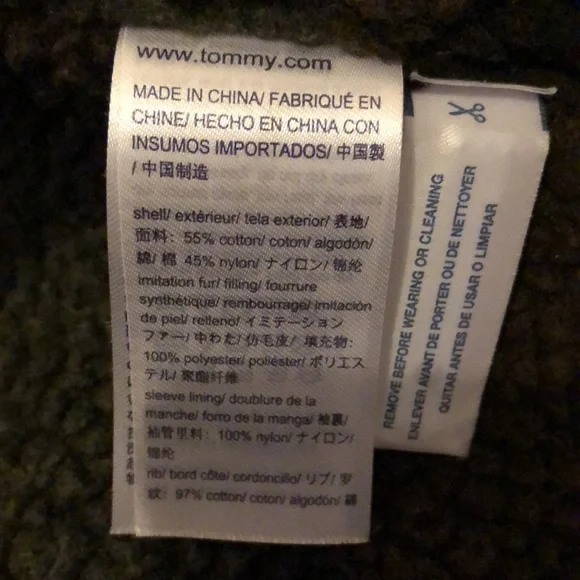 www.tommy.com
MADE IN CHINA/ FABRIQUÉ EN
CHINE/ HECHO EN CHINA CON
INSUMOS IMPORTADOS/ 中国製
/ 中国制造
shell/ extérieur/ tela exterior/ 表地/
面料: 55% cotton/ coton/ algodón/
綿/ 棉 45% nylon/ ナイロン/ 锦纶
imitation fur/ filling/ fourrure
synthétique/ rembourrage/ imitación
de piel/ relleno/ イミテーション
ファー/ 中わた/ 仿毛皮/ 填充物:
100% polyester/ poliéster/ ポリエス
テル/ 聚酯纤维
sleeve lining/ doublure de la
manche/ forro de la manga/ 袖裏/
袖管里料: 100% nylon/ ナイロン/
锦纶
rib/ bord côte/ cordoncillo/ リブ/ 罗
纹: 97% cotton/ coton/ algodón/ 綿
REMOVE BEFORE WEARING OR CLEANING
ENLEVER AVANT DE PORTER OU DE NETTOYER
QUITAR ANTES DE USAR O LIMPIAR